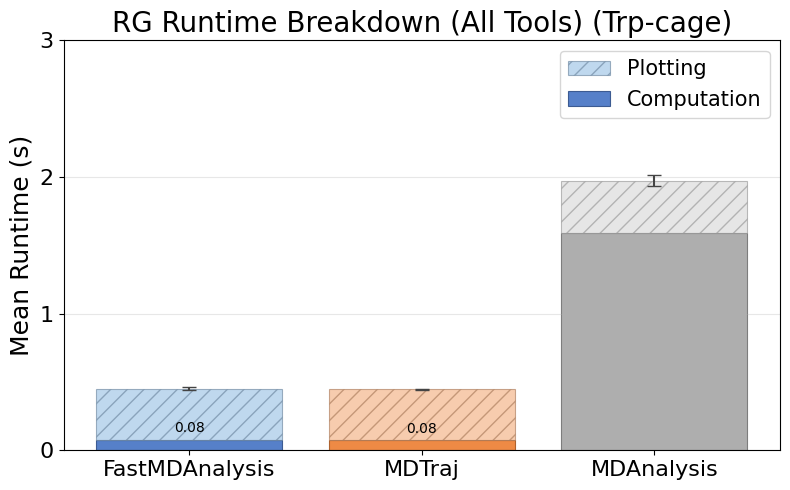 RG Runtime Breakdown (All Tools) (Trp-cage)
Mean Runtime (s)
3
2
1
0
Plotting
Computation
0.08
0.08
FastMDAnalysis
MDTraj
MDAnalysis